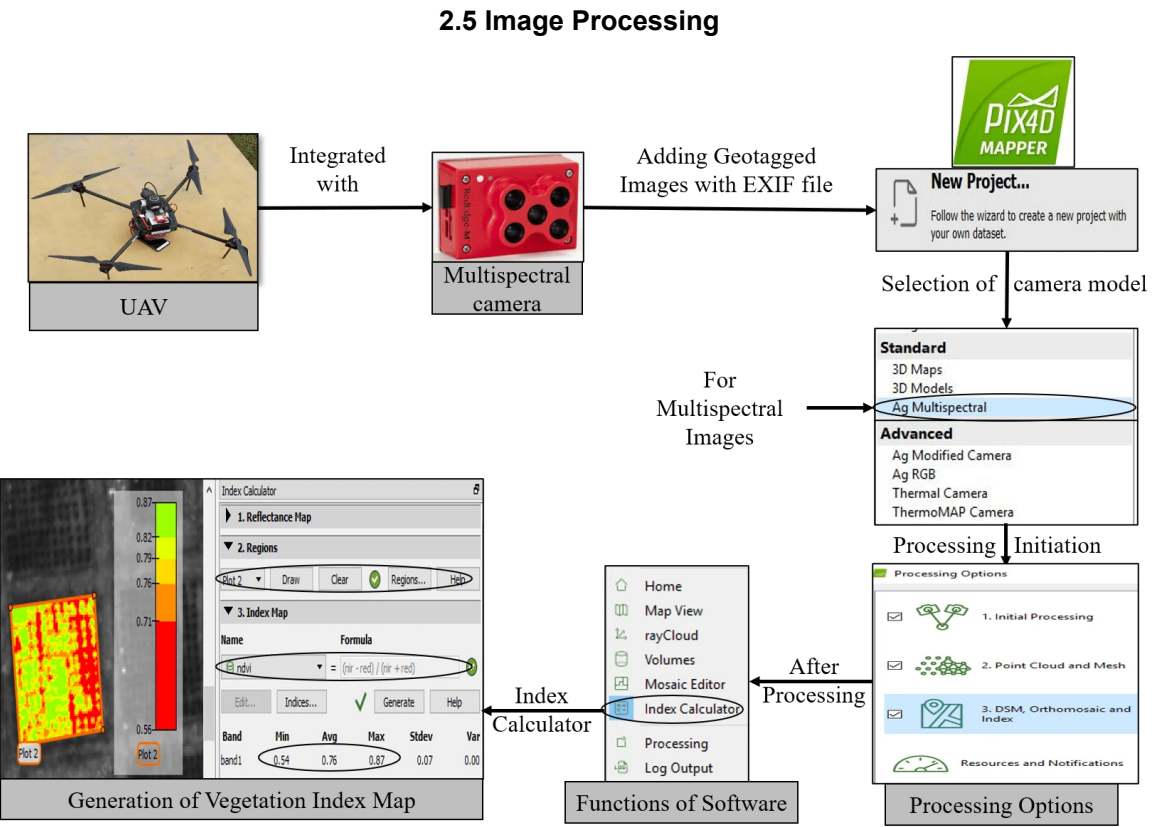 2.5 Image Processing
PIX4D
MAPPER
Integrated
with
Adding Geotagged
Images with EXIF file
New Project...
Follow the wizard to create a new project with
your own dataset.
RedEdge-M
UAV
Multispectral
camera
Selection of camera model
Standard
3D Maps
3D Models
Ag Multispectral
For
Multispectral
Images
Advanced
Ag Modified Camera
Ag RGB
Thermal Camera
ThermoMAP Camera
Processing Initiation
Processing Options
1. Initial Processing
2. Point Cloud and Mesh
3. DSM, Orthomosaic and
Index
Resources and Notifications
Processing Options
After
Processing
Home
Map View
rayCloud
Volumes
Mosaic Editor
Index Calculator
Processing
Log Output
Functions of Software
Index
Calculator
Index Calculator
1. Reflectance Map
2. Regions
Plot 2 Draw Clear Regions... Help
3. Index Map
Name Formula
ndvi = (nir - red) / (nir + red)
Edit... Indices... Generate Help
Band Min Avg Max Stdev Var
band1 0.54 0.76 0.87 0.07 0.00
0.87
0.82
0.79
0.76
0.71
0.56
Plot 2
Plot 2
Generation of Vegetation Index Map